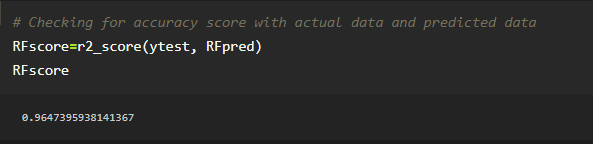 # Checking for accuracy score with actual data and predicted data
RFscore=r2_score(ytest, RFpred)
RFscore
0.9647395938141367